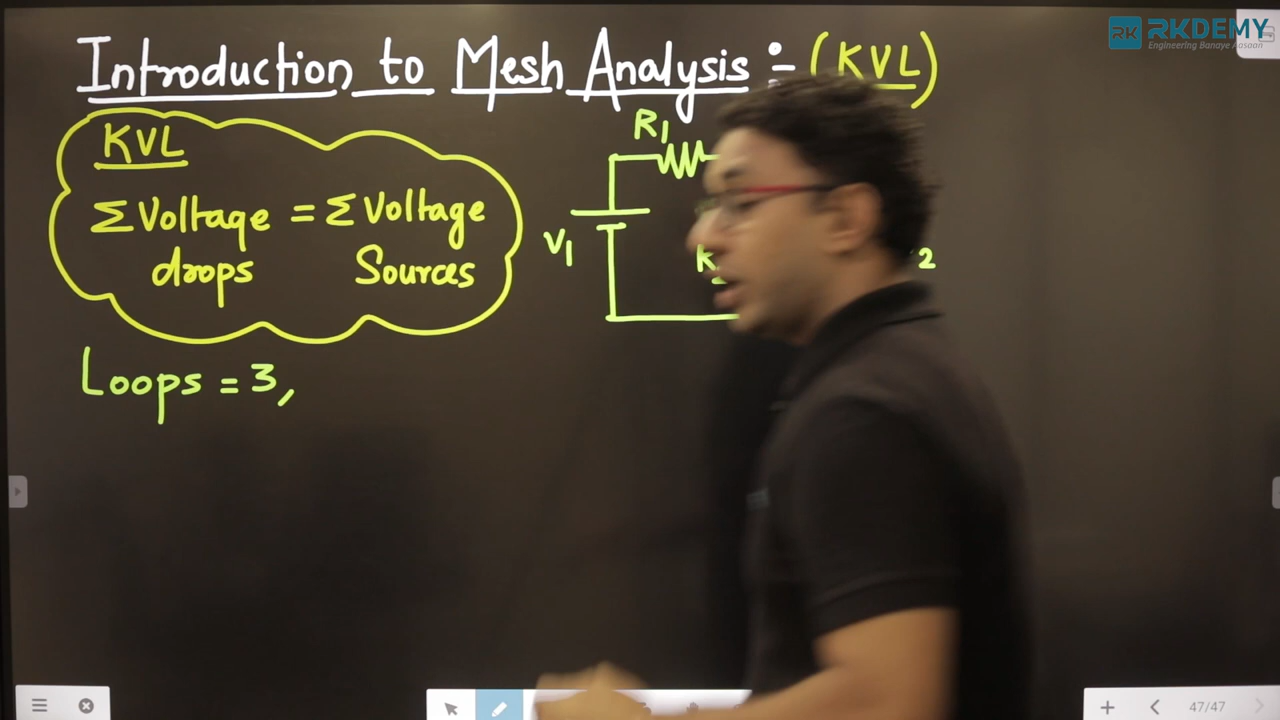 Introduction to Mesh Analysis :- (KVL)
RK RKDEMY
Engineering Banaye Aasaan
KVL
Σ Voltage drops = Σ Voltage Sources
R1
V1
2
Loops = 3,
47/47